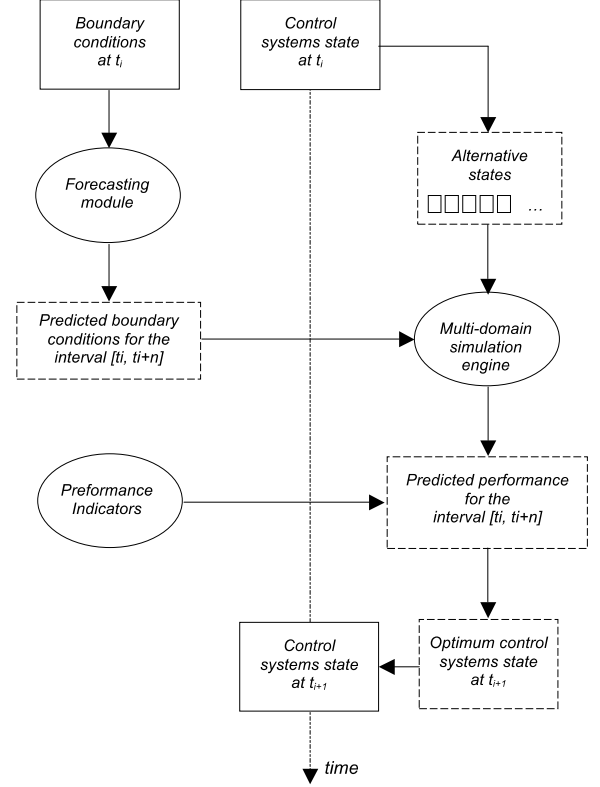 Boundary
conditions
at ti
Control
systems state
at ti
Alternative
states
...
Forecasting
module
Predicted boundary
conditions for the
interval [ti, ti+n]
Multi-domain
simulation
engine
Preformance
Indicators
Predicted performance
for the
interval [ti, ti+n]
Control
systems state
at ti+1
Optimum control
systems state
at ti+1
time